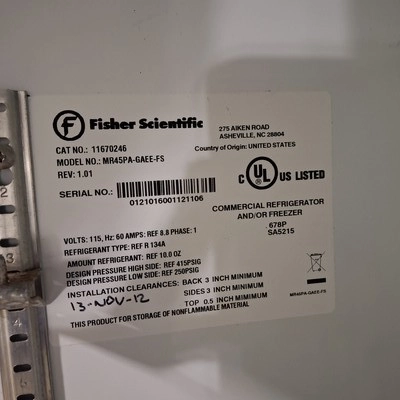 f Fisher Scientific
275 AIKEN ROAD
ASHEVILLE, NC 28804
CAT NO.: 11670246
Country of Origin: UNITED STATES
MODEL NO.: MR45PA-GAEE-FS
REV: 1.01
C UL US LISTED
SERIAL NO.:
0121016001121106
COMMERCIAL REFRIGERATOR
AND/OR FREEZER
678P
SA5215
VOLTS: 115, HZ: 60 AMPS: REF 8.8 PHASE: 1
REFRIGERANT TYPE: REF R 134A
AMOUNT REFRIGERANT: REF 10.0 OZ
DESIGN PRESSURE HIGH SIDE: REF 415PSIG
DESIGN PRESSURE LOW SIDE: REF 250PSIG
INSTALLATION CLEARANCES: BACK 3 INCH MINIMUM
SIDES 3 INCH MINIMUM
TOP 0.5 INCH MINIMUM
13-NOV-12
MR45PA-GAEE-FS
THIS PRODUCT FOR STORAGE OF NONFLAMMABLE MATERIAL
2
3
4
5